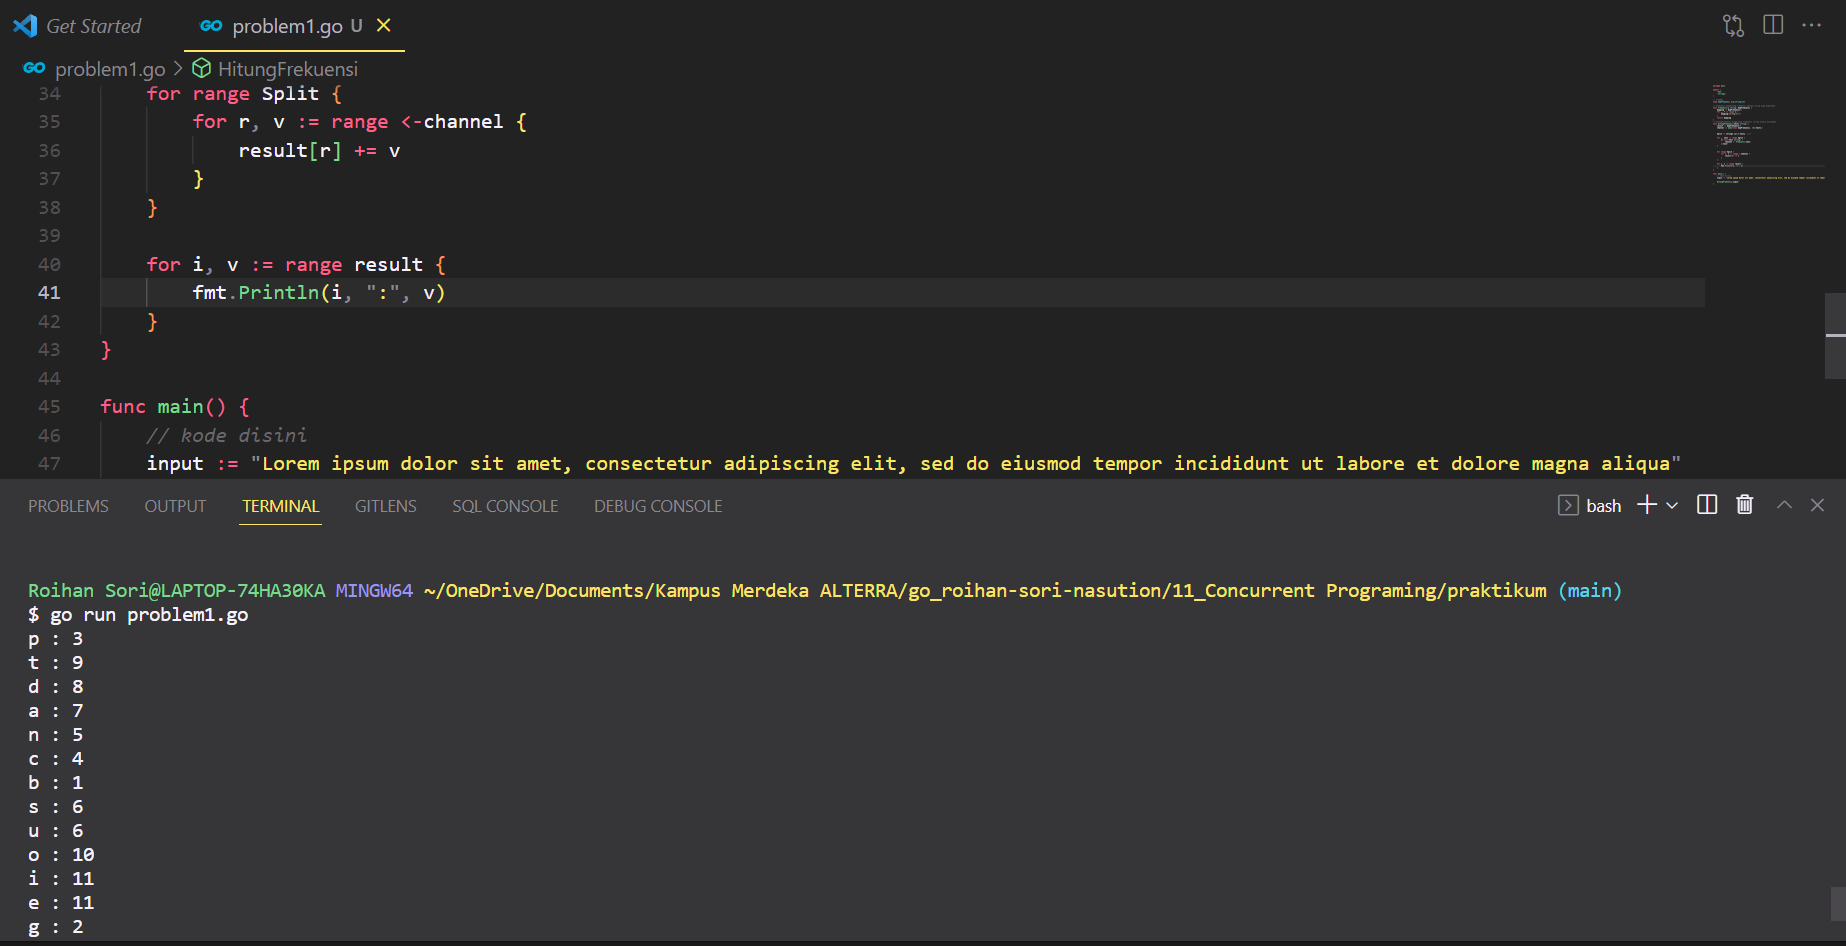 Get Started
GO problem1.go U
GO problem1.go > HitungFrekuensi
34 for range Split {
35 for r, v := range <-channel {
36 result[r] += v
37 }
38 }
39
40 for i, v := range result {
41 fmt.Println(i, ":", v)
42 }
43 }
44
45 func main() {
46 // kode disini
47 input := "Lorem ipsum dolor sit amet, consectetur adipiscing elit, sed do eiusmod tempor incididunt ut labore et dolore magna aliqua"
PROBLEMS OUTPUT TERMINAL GITLENS SQL CONSOLE DEBUG CONSOLE bash
Roihan Sori@LAPTOP-74HA30KA MINGW64 ~/OneDrive/Documents/Kampus Merdeka ALTERRA/go_roihan-sori-nasution/11_Concurrent Programing/praktikum (main)
$ go run problem1.go
p : 3
t : 9
d : 8
a : 7
n : 5
c : 4
b : 1
s : 6
u : 6
o : 10
i : 11
e : 11
g : 2